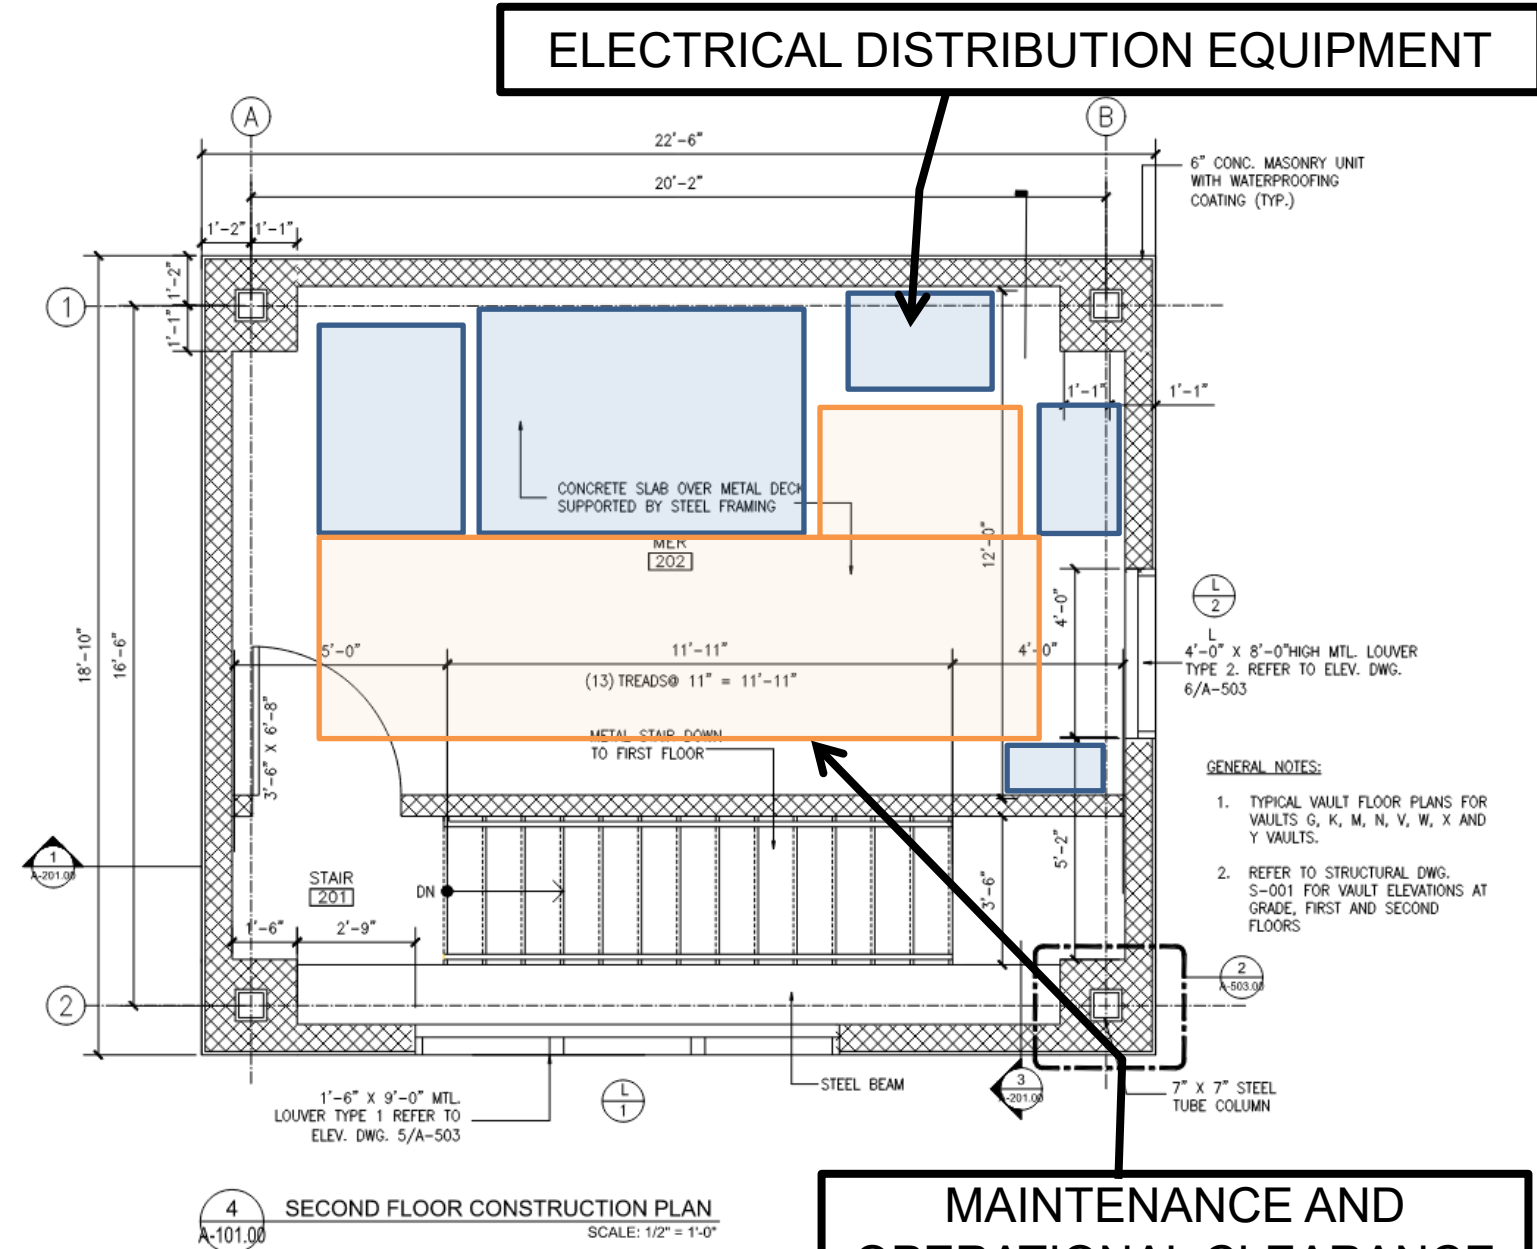 ELECTRICAL DISTRIBUTION EQUIPMENT
A
B
22'-6"
20'-2"
6" CONC. MASONRY UNIT
WITH WATERPROOFING
COATING (TYP.)
1'-2"
1'-1"
1'-2"
1'-1"
1
1'-1"
1'-1"
CONCRETE SLAB OVER METAL DECK
SUPPORTED BY STEEL FRAMING
MER
202
12'-0"
4'-0"
L
2
L
4'-0" X 8'-0"HIGH MTL. LOUVER
TYPE 2. REFER TO ELEV. DWG.
6/A-503
18'-10"
16'-6"
5'-0"
11'-11"
4'-0"
(13) TREADS@ 11" = 11'-11"
3'-6" X 6'-8"
METAL STAIR DOWN
TO FIRST FLOOR
GENERAL NOTES:
1. TYPICAL VAULT FLOOR PLANS FOR
VAULTS G, K, M, N, V, W, X AND
Y VAULTS.
2. REFER TO STRUCTURAL DWG.
S-001 FOR VAULT ELEVATIONS AT
GRADE, FIRST AND SECOND
FLOORS
1
A-201.00
STAIR
201
DN
3'-6"
5'-2"
1'-6"
2'-9"
2
2
A-503.00
STEEL BEAM
3
A-201.00
7" X 7" STEEL
TUBE COLUMN
1'-6" X 9'-0" MTL.
LOUVER TYPE 1 REFER TO
ELEV. DWG. 5/A-503
L
1
4
A-101.00
SECOND FLOOR CONSTRUCTION PLAN
SCALE: 1/2" = 1'-0"
MAINTENANCE AND
OPERATIONAL CLEARANCE